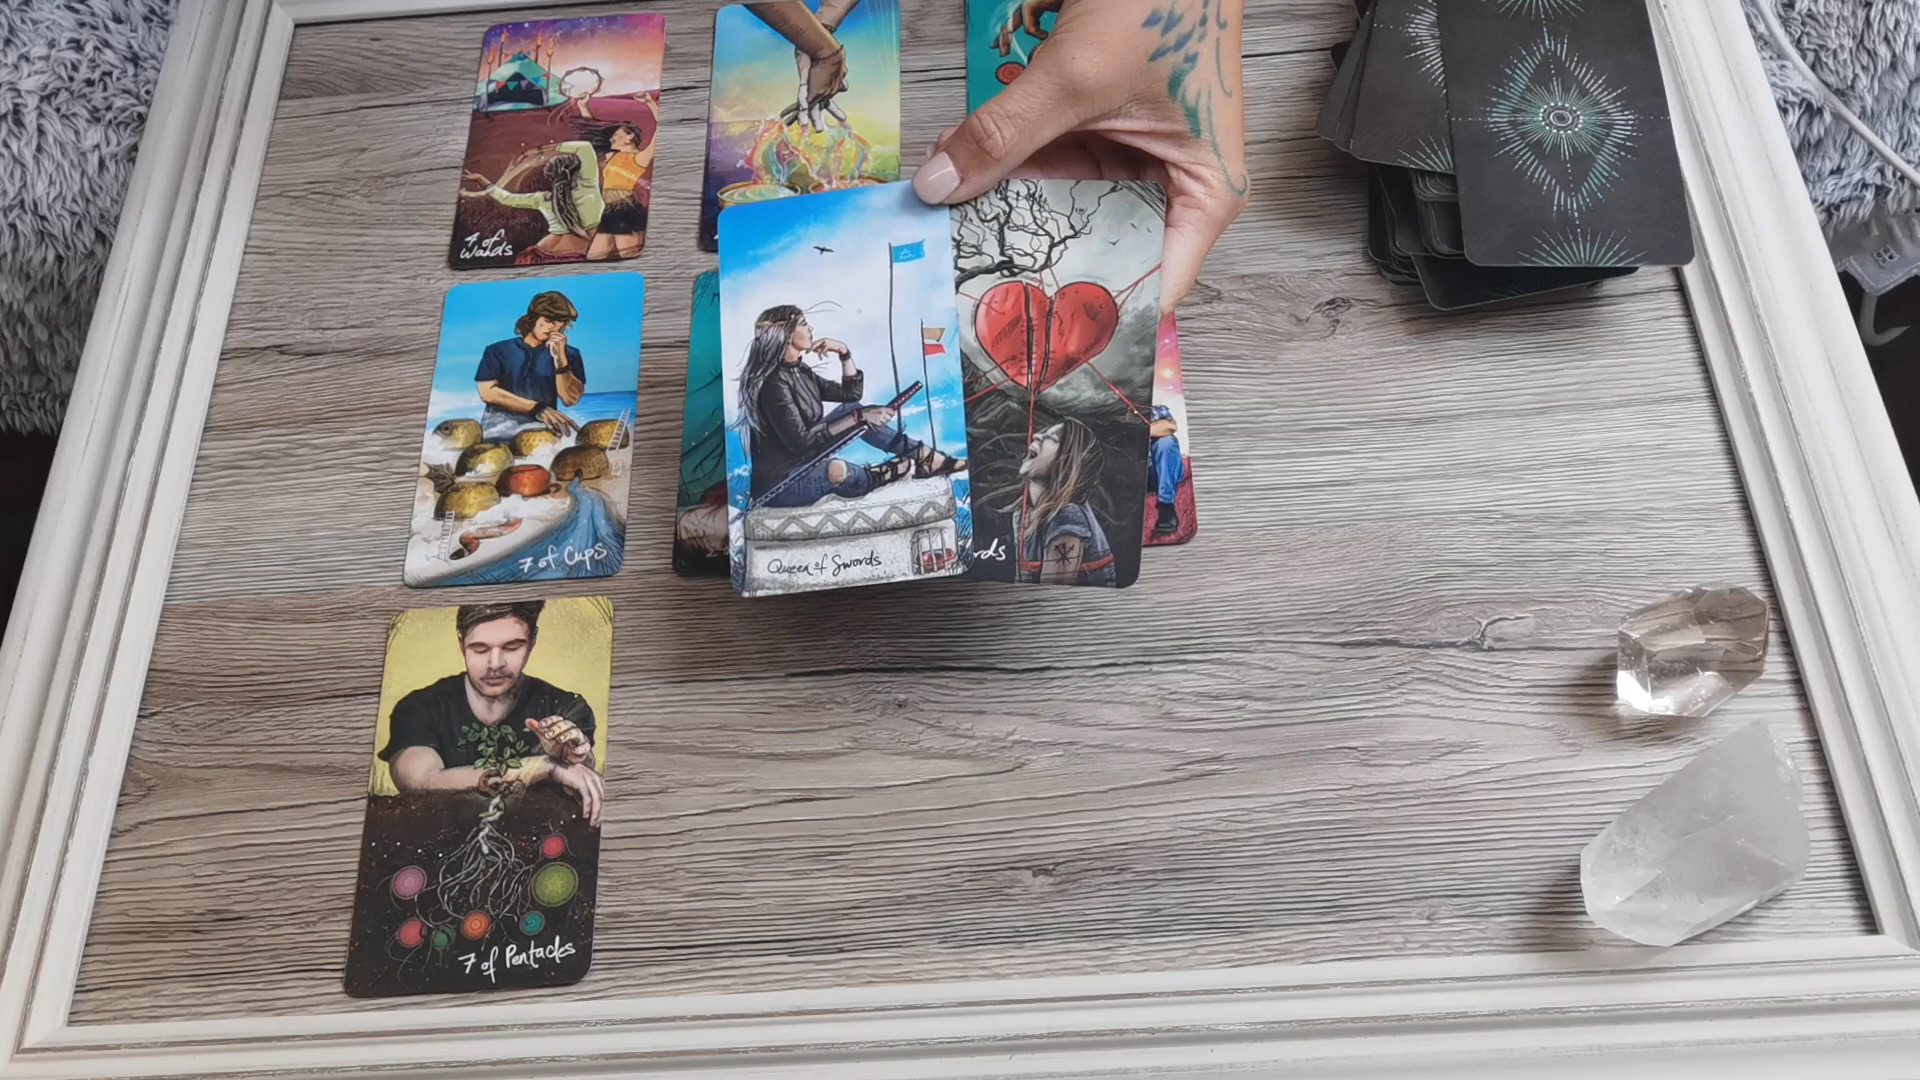 4 of
Wands
7 of Cups
Queen of Swords
rds
7 of Pentacles